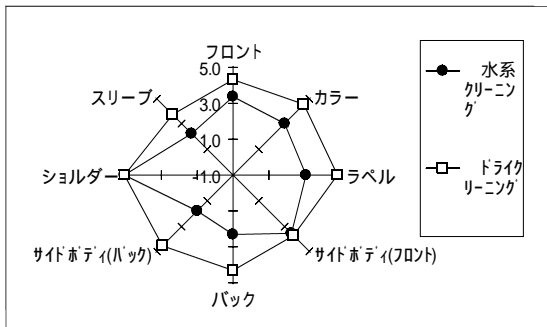 フロント
5.0
スリーブ
カラー
3.0
1.0
ショルダー
-1.0
ラペル
ｻｲﾄﾞﾎﾞﾃﾞｨ(ﾊﾞｯｸ)
ｻｲﾄﾞﾎﾞﾃﾞｨ(ﾌﾛﾝﾄ)
バック
水系
ｸﾘｰﾆﾝ
ｸﾞ
ﾄﾞﾗｲｸ
ﾘｰﾆﾝｸﾞ